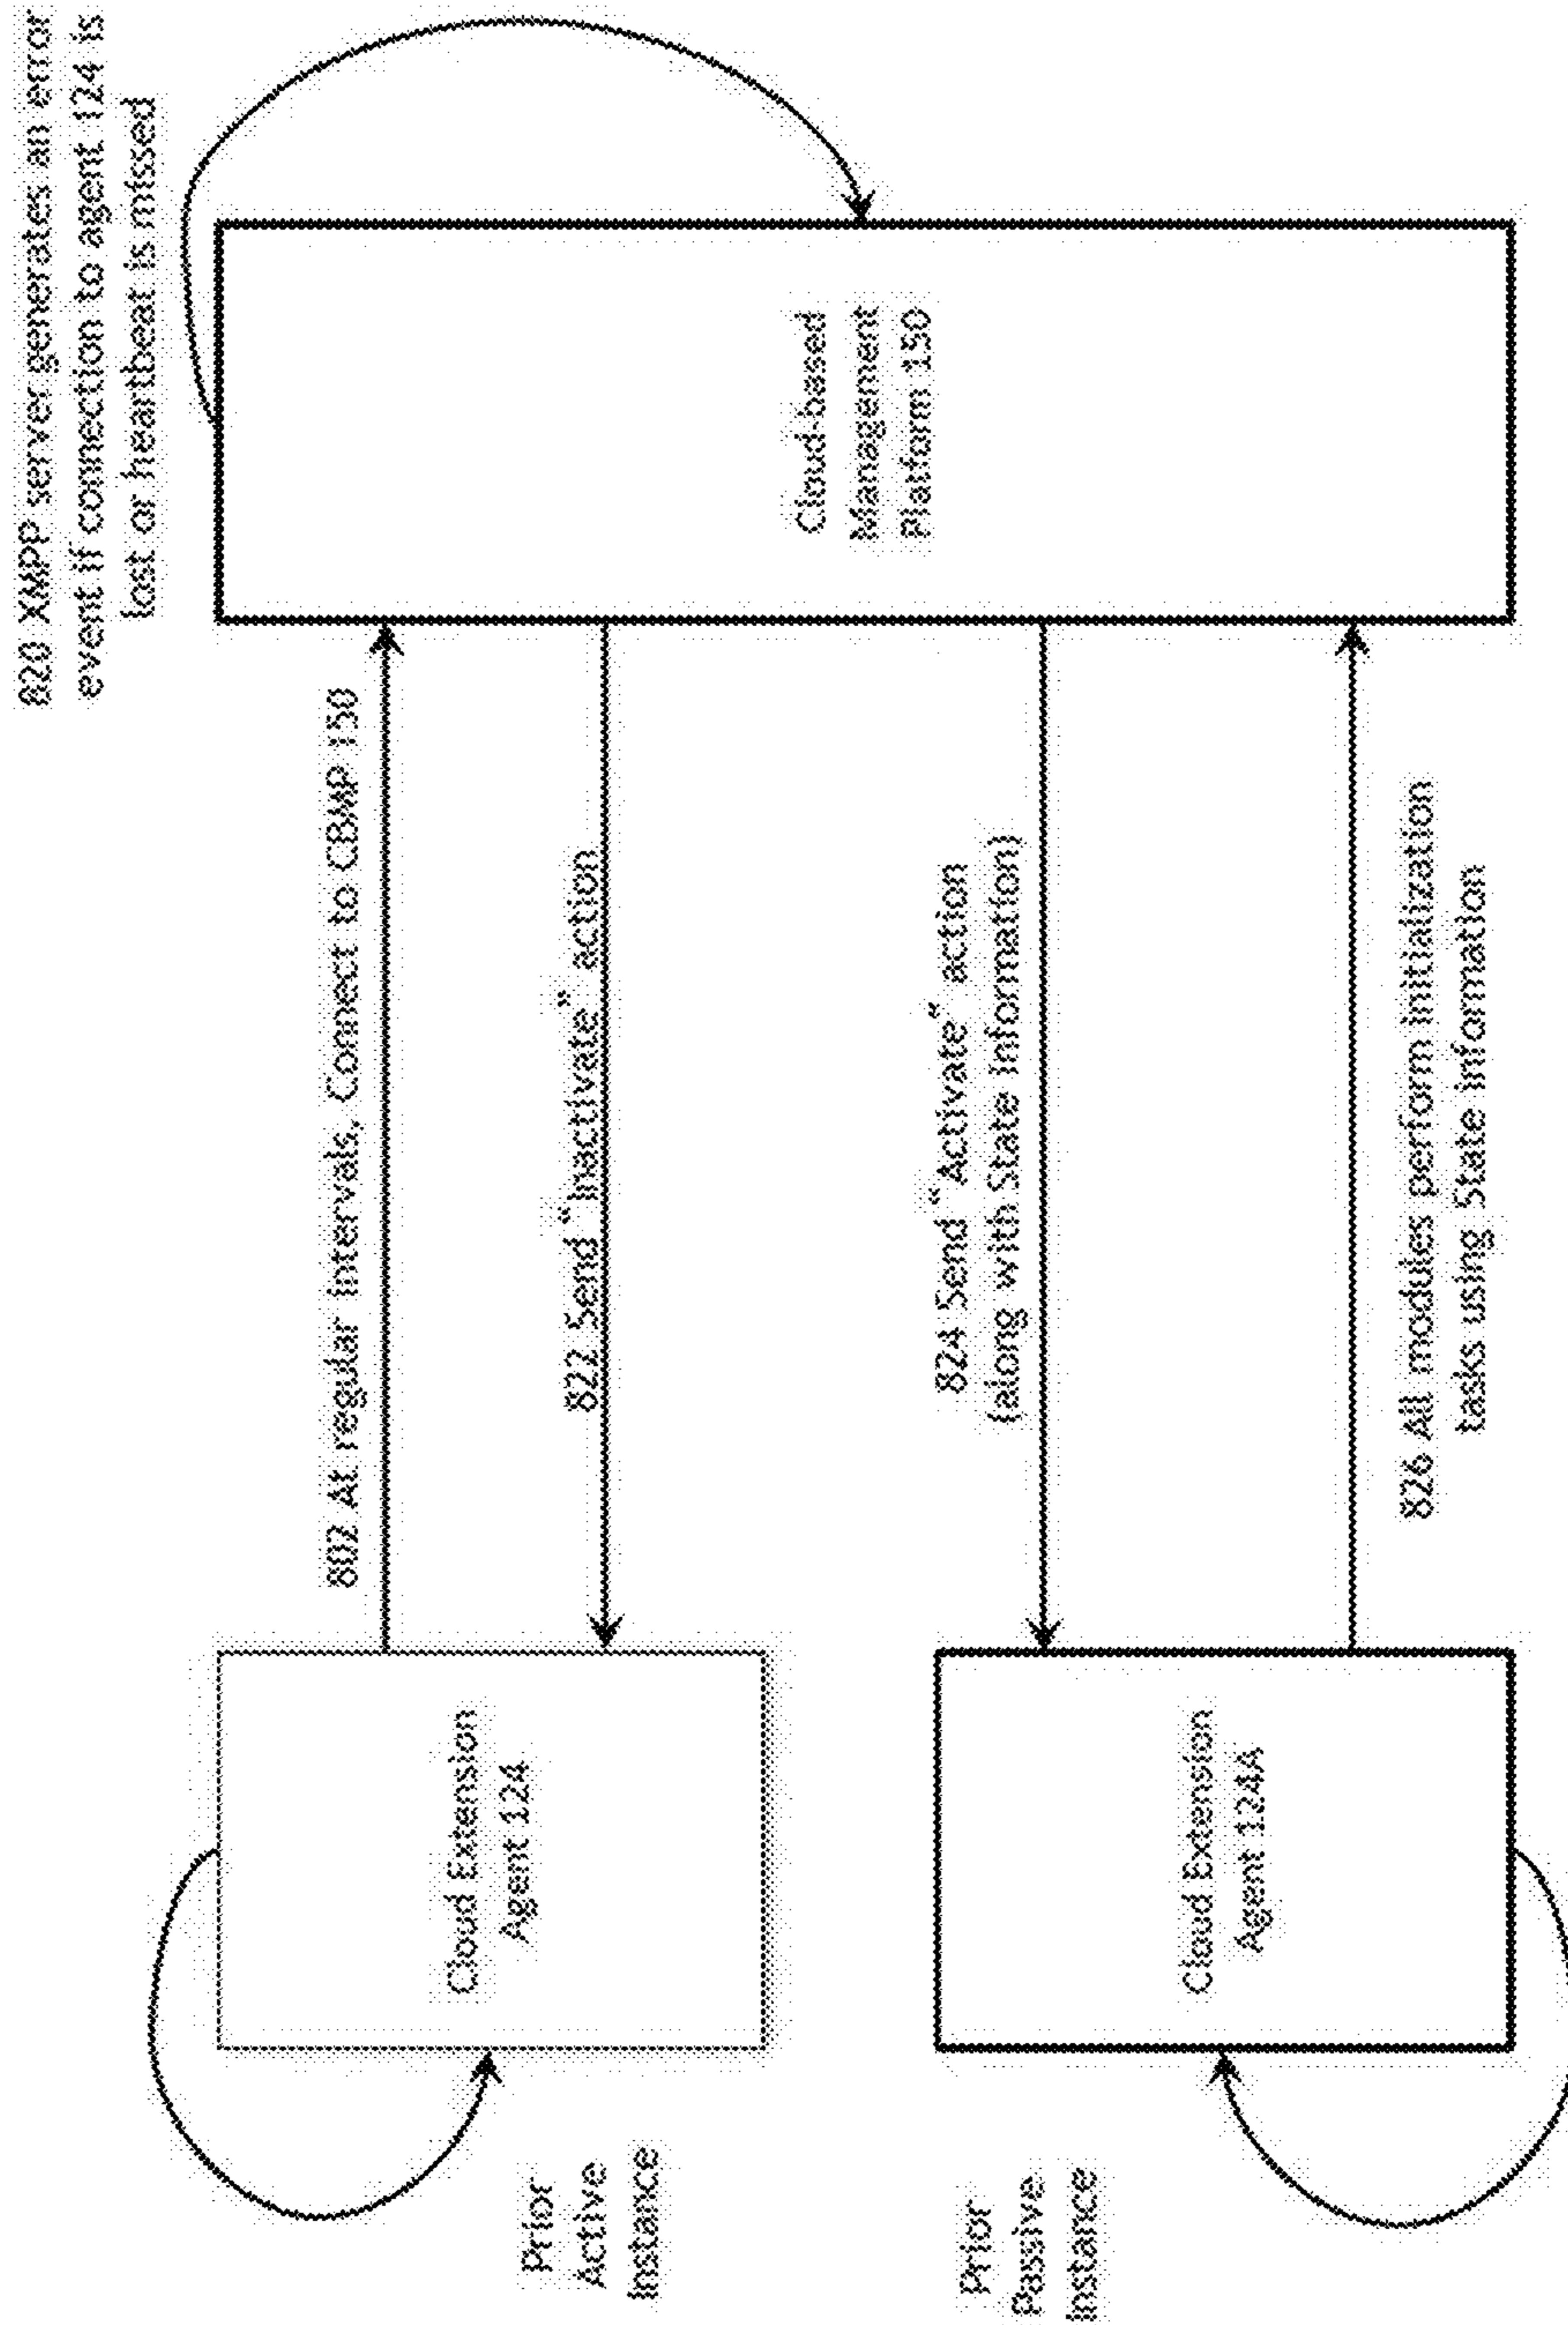 820 XMPP server generates an error
event if connection to agent 124 is
lost or heartbeat is missed
802 At regular intervals, Connect to CBMP 150
822 Send "Inactivate" action
824 Send "Activate" action
(along with State Information)
826 All modules perform initialization
tasks using State information
Cloud Extension
Agent 124
Cloud Extension
Agent 124A
Cloud-based
Management
Platform 150
Prior
Active
Instance
Prior
Passive
Instance